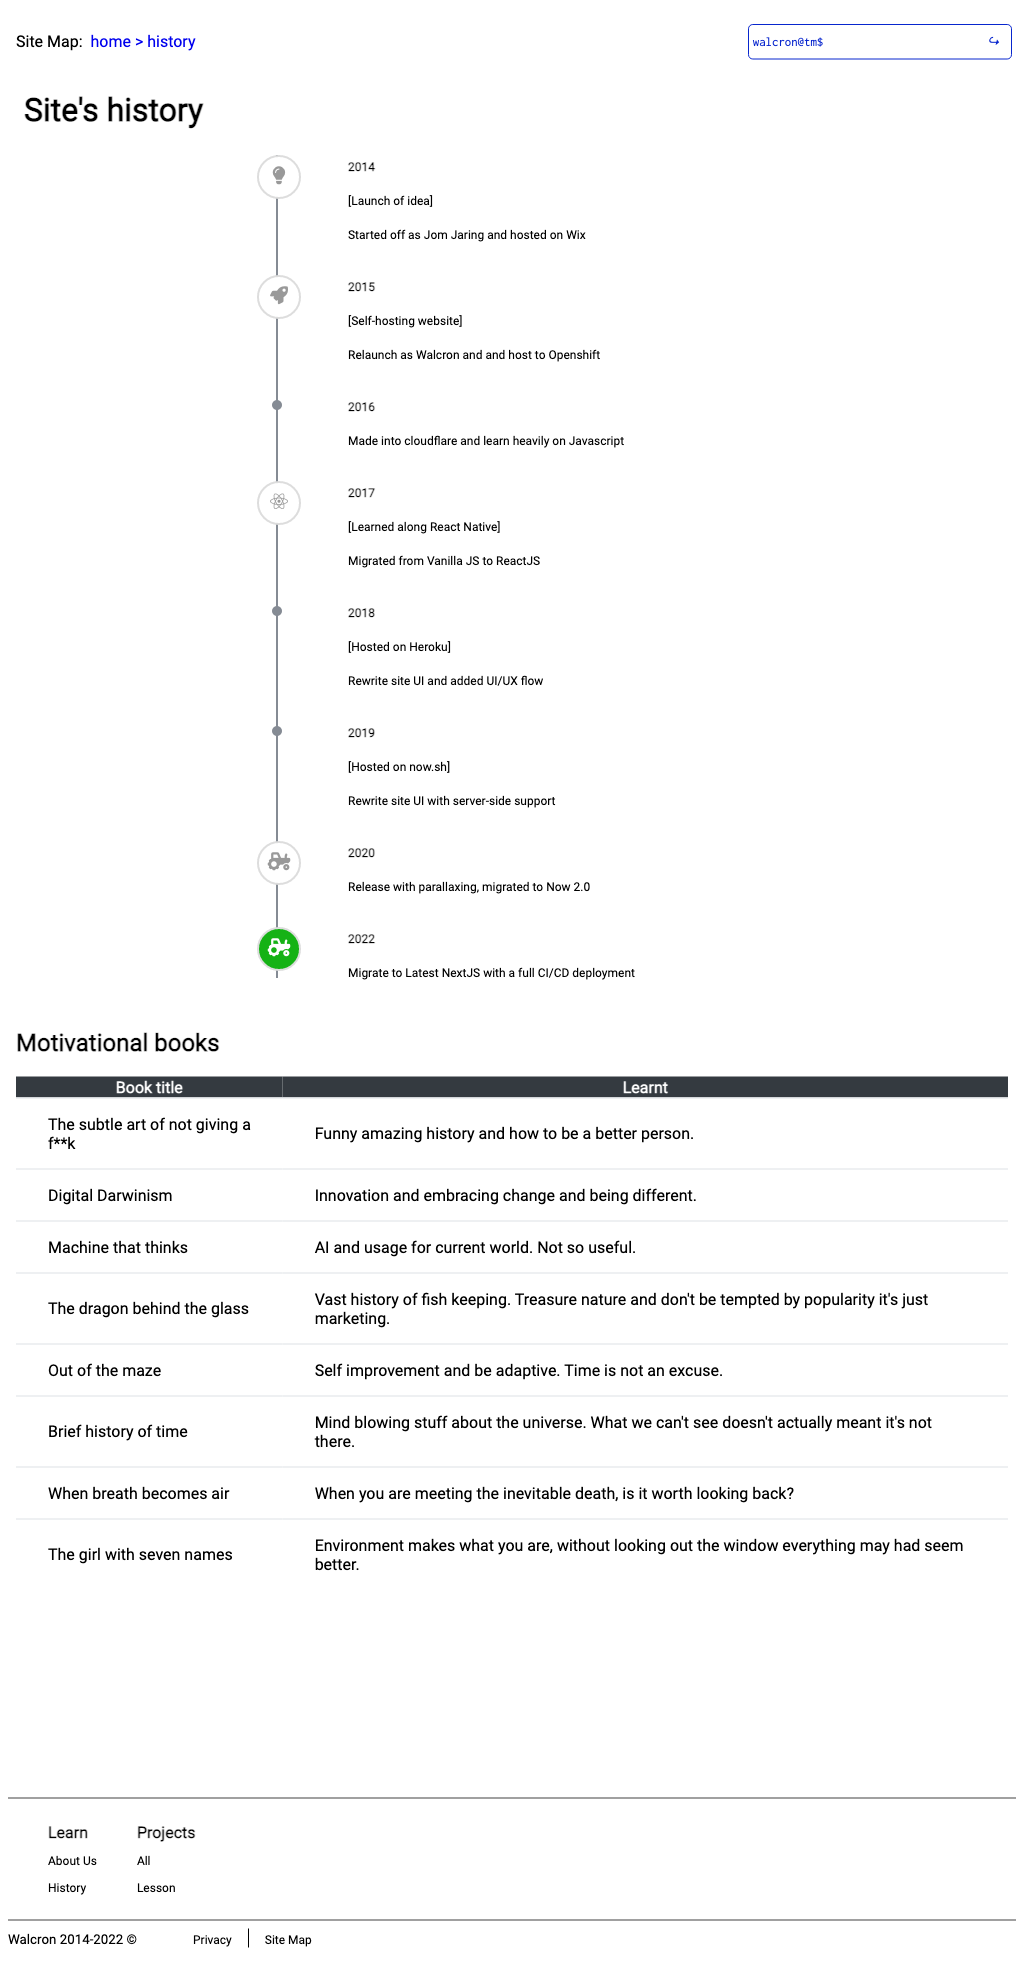 Site Map: home > history
walcron@tm$
Site's history
2014
[Launch of idea]
Started off as Jom Jaring and hosted on Wix
2015
[Self-hosting website]
Relaunch as Walcron and and host to Openshift
2016
Made into cloudflare and learn heavily on Javascript
2017
[Learned along React Native]
Migrated from Vanilla JS to ReactJS
2018
[Hosted on Heroku]
Rewrite site UI and added UI/UX flow
2019
[Hosted on now.sh]
Rewrite site UI with server-side support
2020
Release with parallaxing, migrated to Now 2.0
2022
Migrate to Latest NextJS with a full CI/CD deployment
Motivational books
Book title Learnt
The subtle art of not giving a
f**k
Funny amazing history and how to be a better person.
Digital Darwinism
Innovation and embracing change and being different.
Machine that thinks
AI and usage for current world. Not so useful.
The dragon behind the glass
Vast history of fish keeping. Treasure nature and don't be tempted by popularity it's just
marketing.
Out of the maze
Self improvement and be adaptive. Time is not an excuse.
Brief history of time
Mind blowing stuff about the universe. What we can't see doesn't actually meant it's not
there.
When breath becomes air
When you are meeting the inevitable death, is it worth looking back?
The girl with seven names
Environment makes what you are, without looking out the window everything may had seem
better.
Learn
About Us
History
Projects
All
Lesson
Walcron 2014-2022 © Privacy Site Map